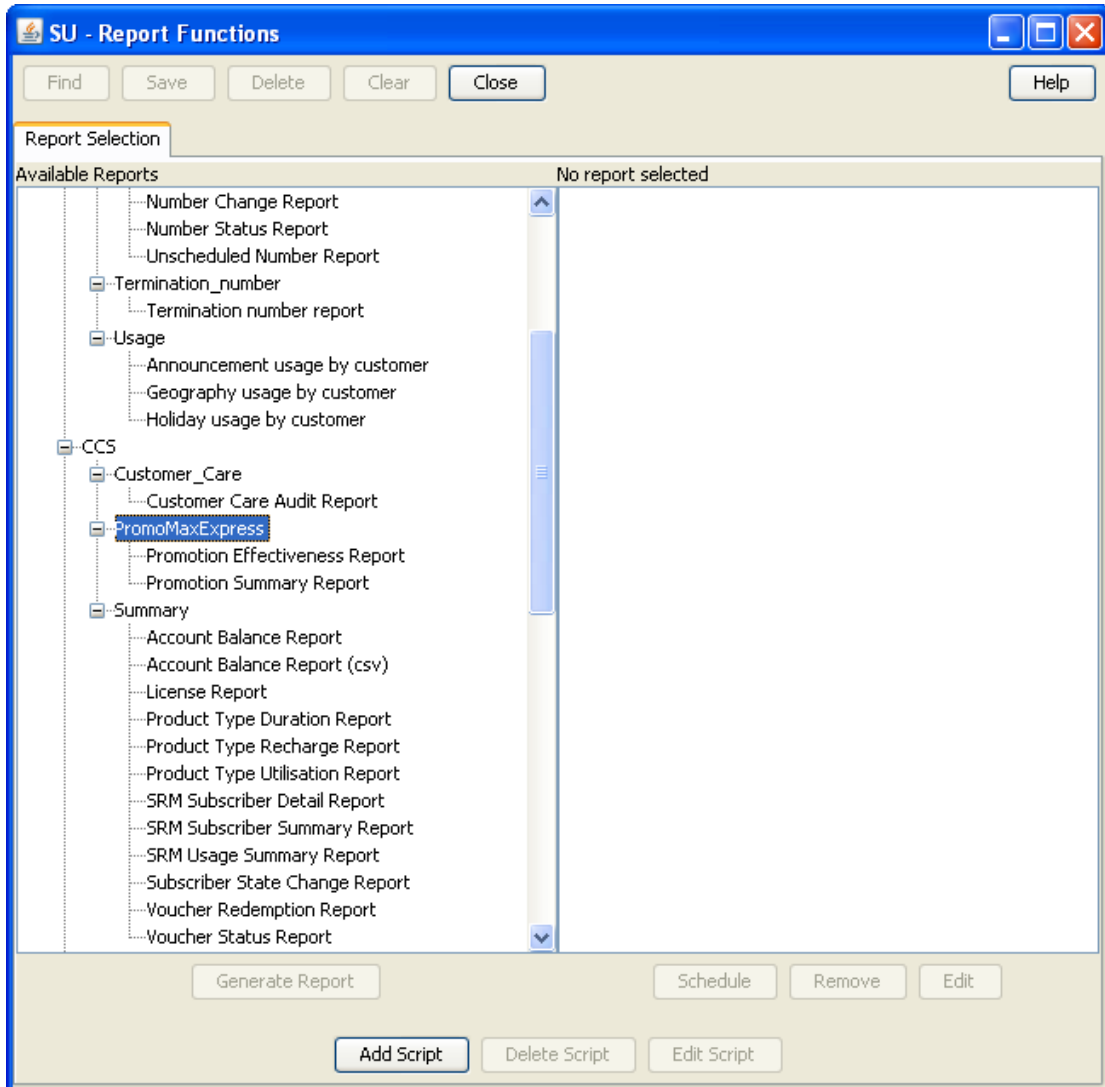 SU - Report Functions
Find Save Delete Clear Close Help
Report Selection
Available Reports No report selected
Number Change Report
Number Status Report
Unscheduled Number Report
Termination_number
Termination number report
Usage
Announcement usage by customer
Geography usage by customer
Holiday usage by customer
CCS
Customer_Care
Customer Care Audit Report
PromoMaxExpress
Promotion Effectiveness Report
Promotion Summary Report
Summary
Account Balance Report
Account Balance Report (csv)
License Report
Product Type Duration Report
Product Type Recharge Report
Product Type Utilisation Report
SRM Subscriber Detail Report
SRM Subscriber Summary Report
SRM Usage Summary Report
Subscriber State Change Report
Voucher Redemption Report
Voucher Status Report
Generate Report Schedule Remove Edit
Add Script Delete Script Edit Script